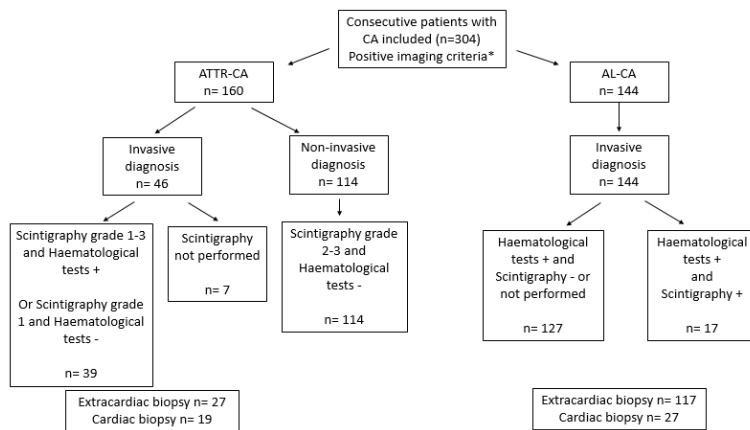 Consecutive patients with
CA included (n=304)
Positive imaging criteria*
ATTR-CA
n= 160
AL-CA
n= 144
Invasive
diagnosis
n= 46
Non-invasive
diagnosis
n= 114
Invasive
diagnosis
n= 144
Scintigraphy grade 1-3
and Haematological
tests +
Or Scintigraphy grade
1 and Haematological
tests -
n= 39
Scintigraphy
not performed
n= 7
Scintigraphy grade
2-3 and
Haematological
tests -
n= 114
Haematological
tests + and
Scintigraphy - or
not performed
n= 127
Haematological
tests +
and
Scintigraphy +
n= 17
Extracardiac biopsy n= 27
Cardiac biopsy n= 19
Extracardiac biopsy n= 117
Cardiac biopsy n= 27